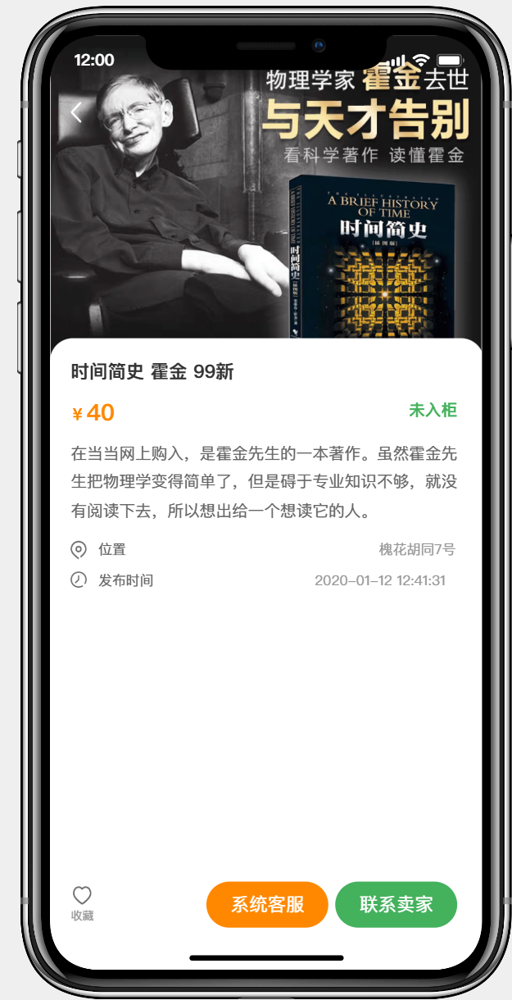 12:00
物理学家 霍金去世
与天才告别
看科学著作 读懂霍金
THE ILLUSTRATED
A BRIEF HISTORY
OF TIME
时间简史
[插图版]
时间简史
时间简史 霍金 99新
¥40
未入柜
在当当网上购入，是霍金先生的一本著作。虽然霍金先
生把物理学变得简单了，但是碍于专业知识不够，就没
有阅读下去，所以想出给一个想读它的人。
位置
槐花胡同7号
发布时间
2020-01-12 12:41:31
收藏
系统客服
联系卖家